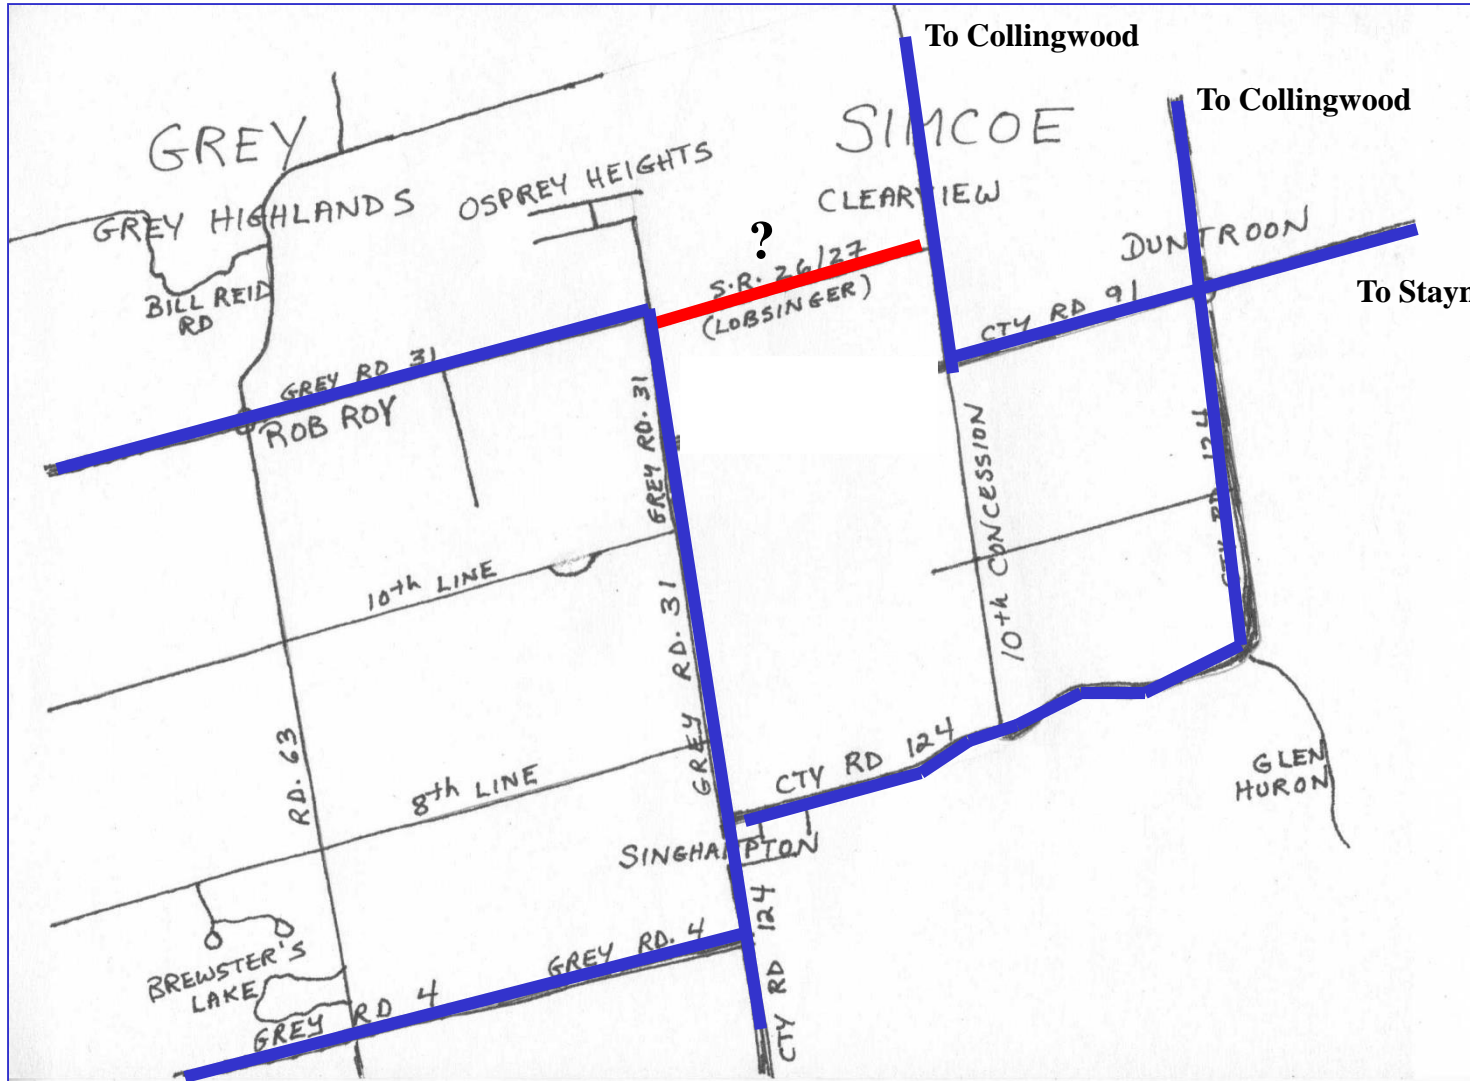 To Collingwood
To Collingwood
GREY
SIMCOE
OSPREY HEIGHTS
CLEARVIEW
GREY HIGHLANDS
DUNTROON
?
S.R. 26/27
(LOBSINGER)
BILL REID
RD
CTY RD 91
To Stayn
GREY RD 31
ROB ROY
GREY RD. 31
10th CONCESSION
CTY RD 124
10th LINE
GREY RD. 31
RD. 63
8th LINE
CTY RD 124
GLEN
HURON
SINGHAMPTON
CTY RD 124
GREY RD. 4
BREWSTER'S
LAKE
GREY RD 4